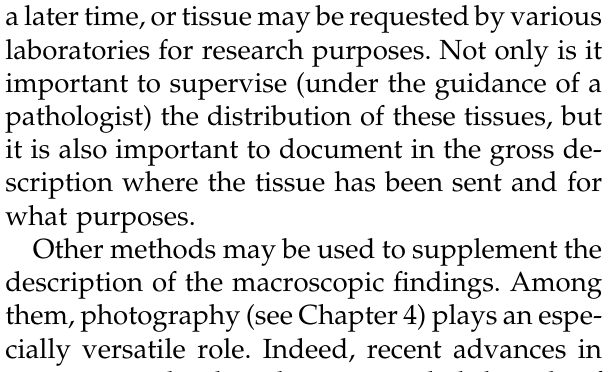 a later time, or tissue may be requested by various
laboratories for research purposes. Not only is it
important to supervise (under the guidance of a
pathologist) the distribution of these tissues, but
it is also important to document in the gross de-
scription where the tissue has been sent and for
what purposes.
Other methods may be used to supplement the
description of the macroscopic findings. Among
them, photography (see Chapter 4) plays an espe-
cially versatile role. Indeed, recent advances in